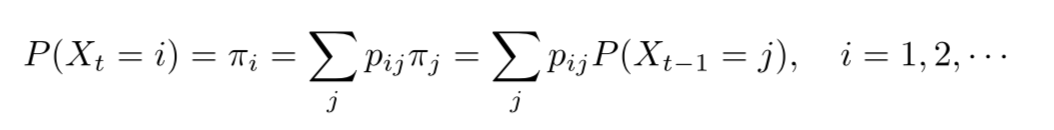 P(X_t = i) = π_i = ∑_j p_{ij}π_j = ∑_j p_{ij}P(X_{t−1} = j), i = 1, 2, ⋯